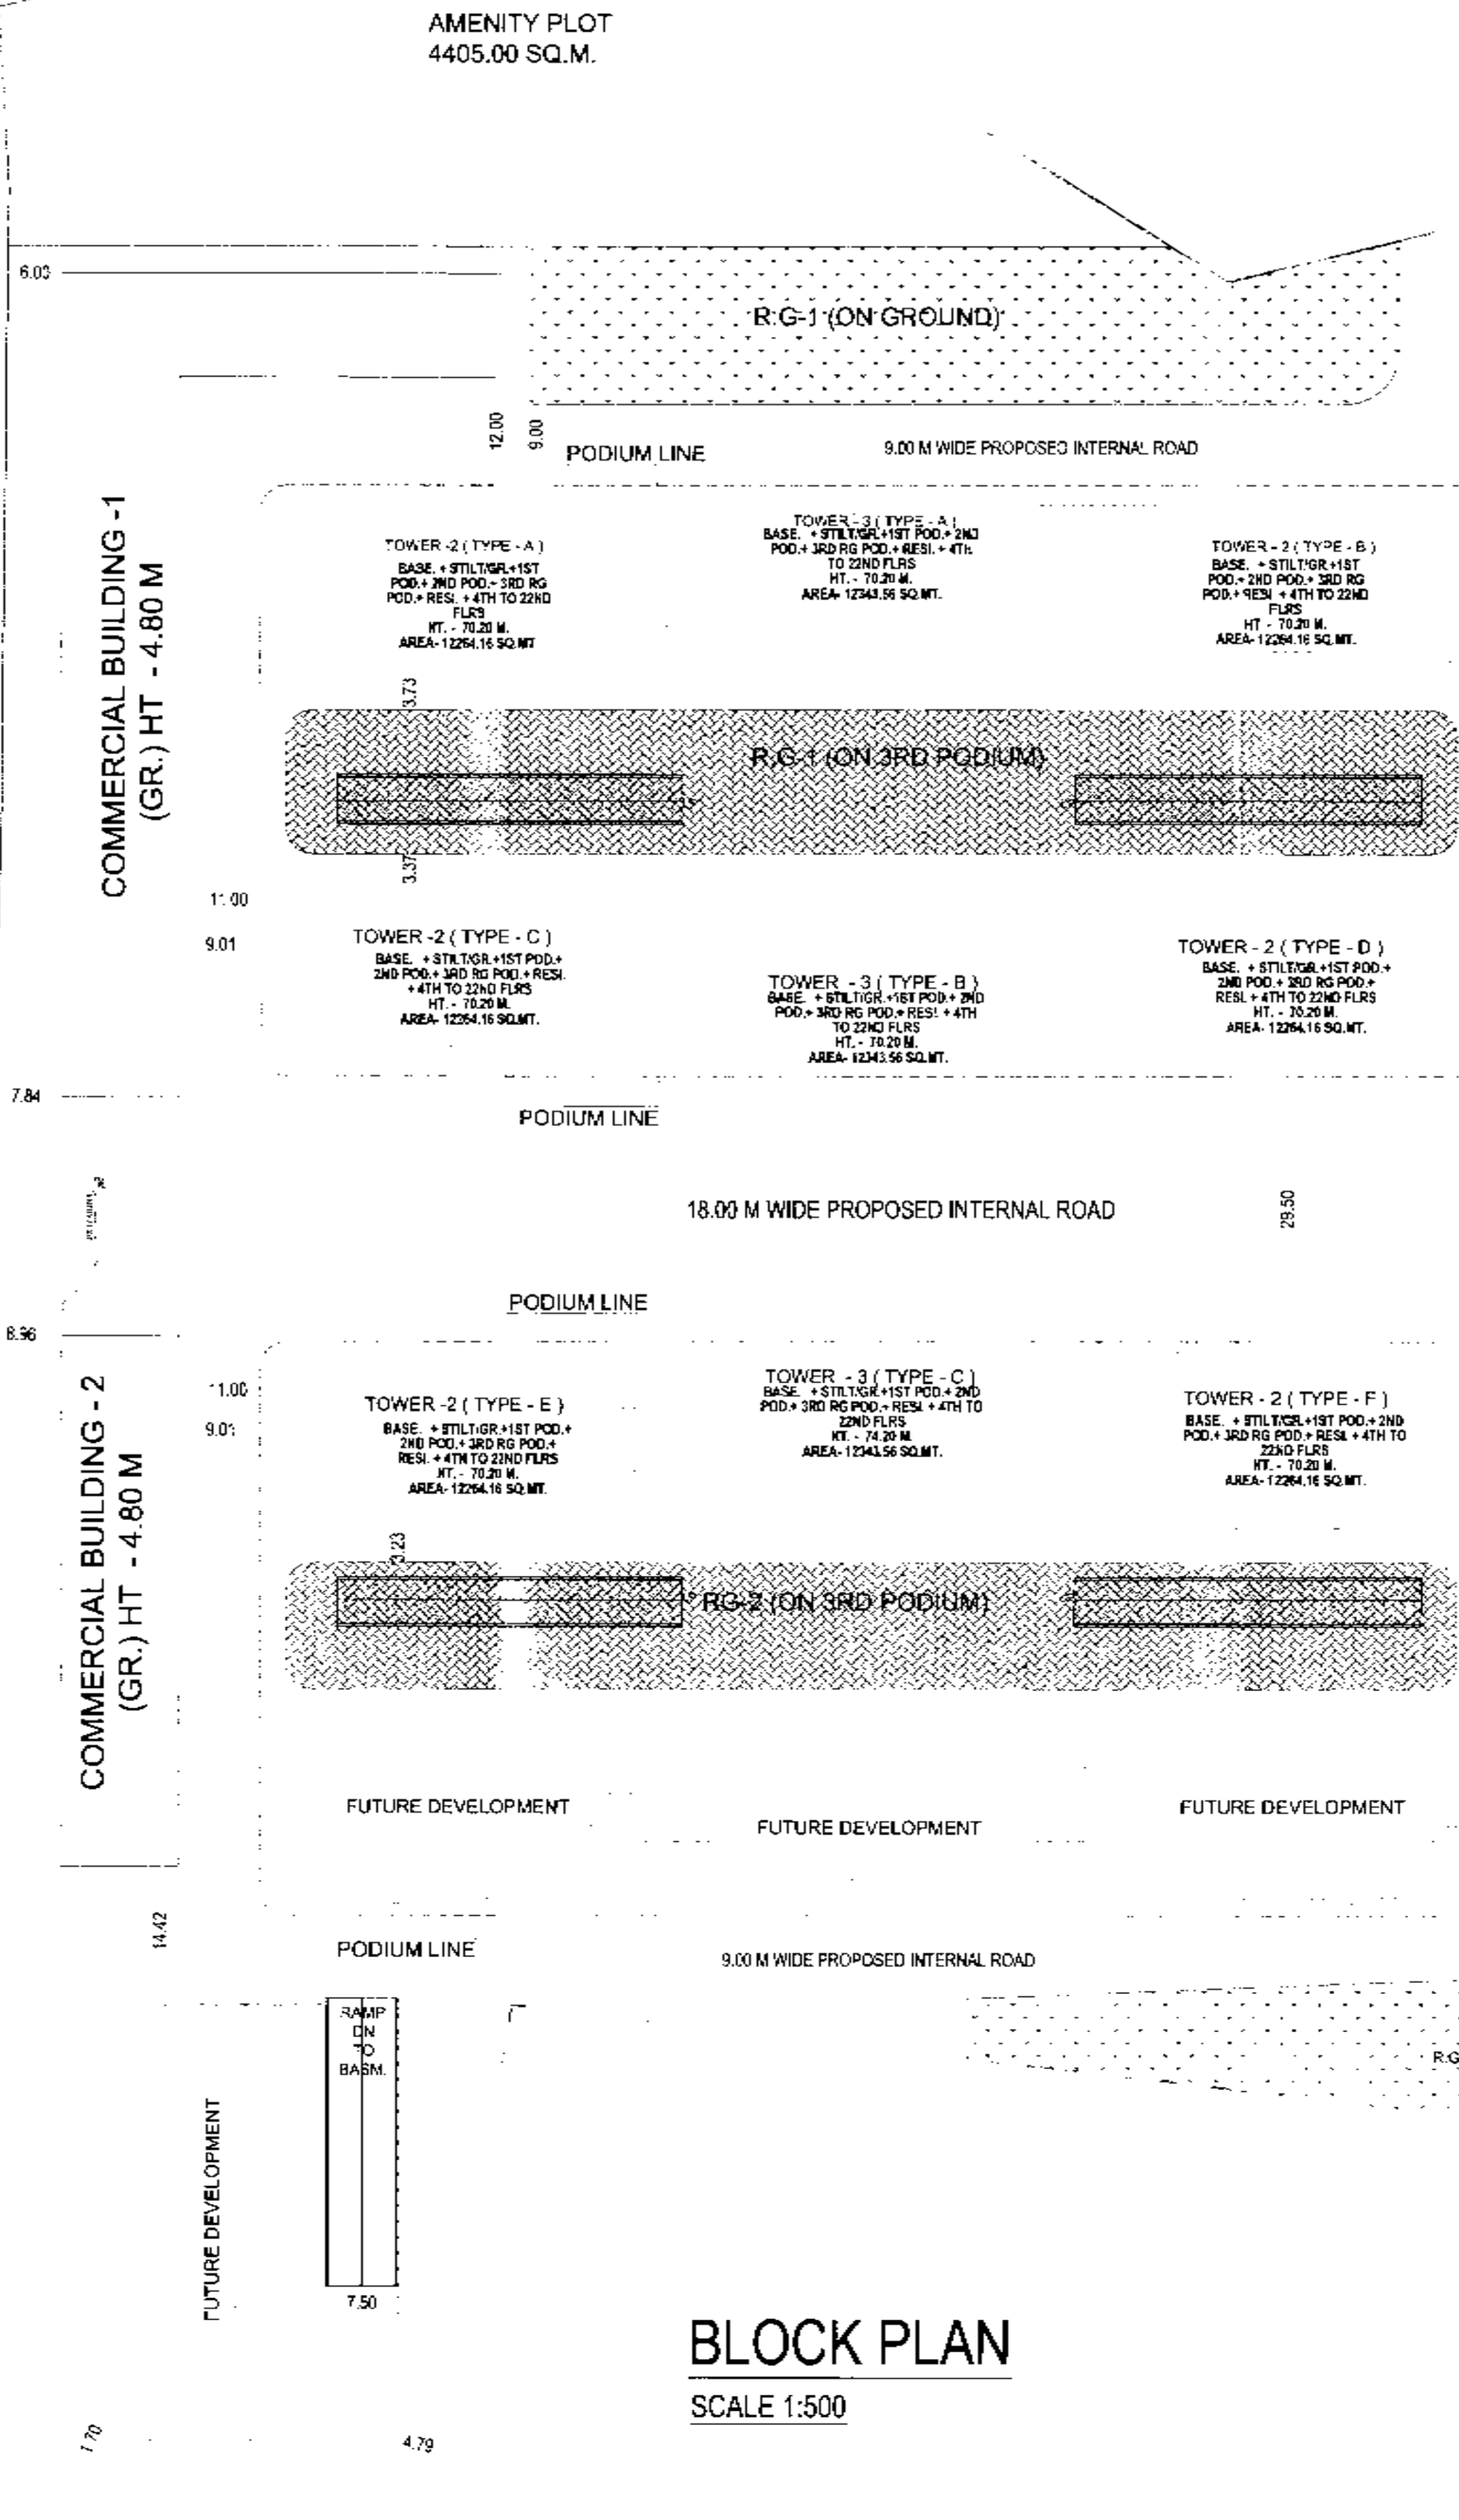 AMENITY PLOT
4405.00 SQ.M.
6.03
R.G-1 (ON GROUND)
12.00
9.00
PODIUM LINE
9.00 M WIDE PROPOSED INTERNAL ROAD
COMMERCIAL BUILDING -1
(GR.) HT - 4.80 M
TOWER -2 ( TYPE - A )
BASE. + STILT/GR.+1ST
POD.+ 2ND POD.+ 3RD RG
POD.+ RESI. + 4TH TO 22ND
FLRS
HT. - 70.20 M.
AREA- 12264.16 SQ.MT
TOWER - 3 ( TYPE - A )
BASE. + STILT/GR.+1ST POD.+ 2ND
POD.+ 3RD RG POD.+ RESI. + 4TH
TO 22ND FLRS
HT. - 70.20 M.
AREA- 12343.56 SQ.MT.
TOWER - 2 ( TYPE - B )
BASE. + STILT/GR.+1ST
POD.+ 2ND POD.+ 3RD RG
POD.+ RESI. + 4TH TO 22ND
FLRS
HT - 70.20 M.
AREA- 12264.16 SQ.MT.
3.73
R.G-1 (ON 3RD PODIUM)
3.37
11.00
9.01
TOWER -2 ( TYPE - C )
BASE. + STILT/GR.+1ST POD.+
2ND POD.+ 3RD RG POD.+ RESI.
+ 4TH TO 22ND FLRS
HT. - 70.20 M.
AREA- 12264.16 SQ.MT.
TOWER - 3 ( TYPE - B )
BASE. + STILT/GR.+1ST POD.+ 2ND
POD.+ 3RD RG POD.+ RESI. + 4TH
TO 22ND FLRS
HT. - 70.20 M.
AREA- 12343.56 SQ.MT.
TOWER - 2 ( TYPE - D )
BASE. + STILT/GR.+1ST POD.+
2ND POD.+ 3RD RG POD.+
RESI. + 4TH TO 22ND FLRS
HT. - 70.20 M.
AREA- 12264.16 SQ.MT.
7.84
PODIUM LINE
18.00 M WIDE PROPOSED INTERNAL ROAD
29.50
PODIUM LINE
8.96
COMMERCIAL BUILDING - 2
(GR.) HT - 4.80 M
11.00
9.01
TOWER -2 ( TYPE - E )
BASE. + STILT/GR.+1ST POD.+
2ND POD.+ 3RD RG POD.+
RESI. + 4TH TO 22ND FLRS
HT. - 70.20 M.
AREA- 12264.16 SQ.MT.
TOWER - 3 ( TYPE - C )
BASE. + STILT/GR.+1ST POD.+ 2ND
POD.+ 3RD RG POD.+ RESI. + 4TH TO
22ND FLRS
HT. - 74.20 M.
AREA- 12343.56 SQ.MT.
TOWER - 2 ( TYPE - F )
BASE. + STILT/GR.+1ST POD.+ 2ND
POD.+ 3RD RG POD.+ RESI. + 4TH TO
22ND FLRS
HT. - 70.20 M.
AREA- 12264.16 SQ.MT.
3.23
RG-2 (ON 3RD PODIUM)
FUTURE DEVELOPMENT
FUTURE DEVELOPMENT
FUTURE DEVELOPMENT
14.42
PODIUM LINE
9.00 M WIDE PROPOSED INTERNAL ROAD
RAMP
DN
TO
BASM.
R.G
FUTURE DEVELOPMENT
7.50
BLOCK PLAN
SCALE 1:500
4.79